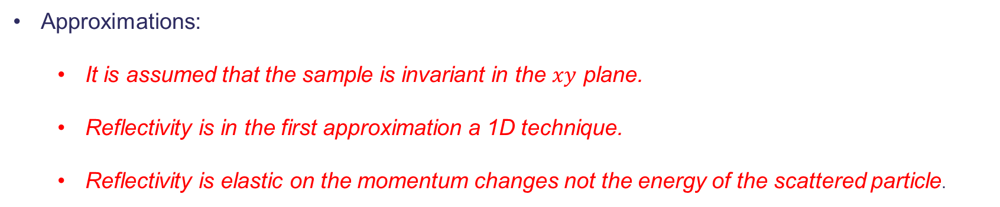 • Approximations:
• It is assumed that the sample is invariant in the 𝑥𝑦 plane.
• Reflectivity is in the first approximation a 1D technique.
• Reflectivity is elastic on the momentum changes not the energy of the scattered particle.